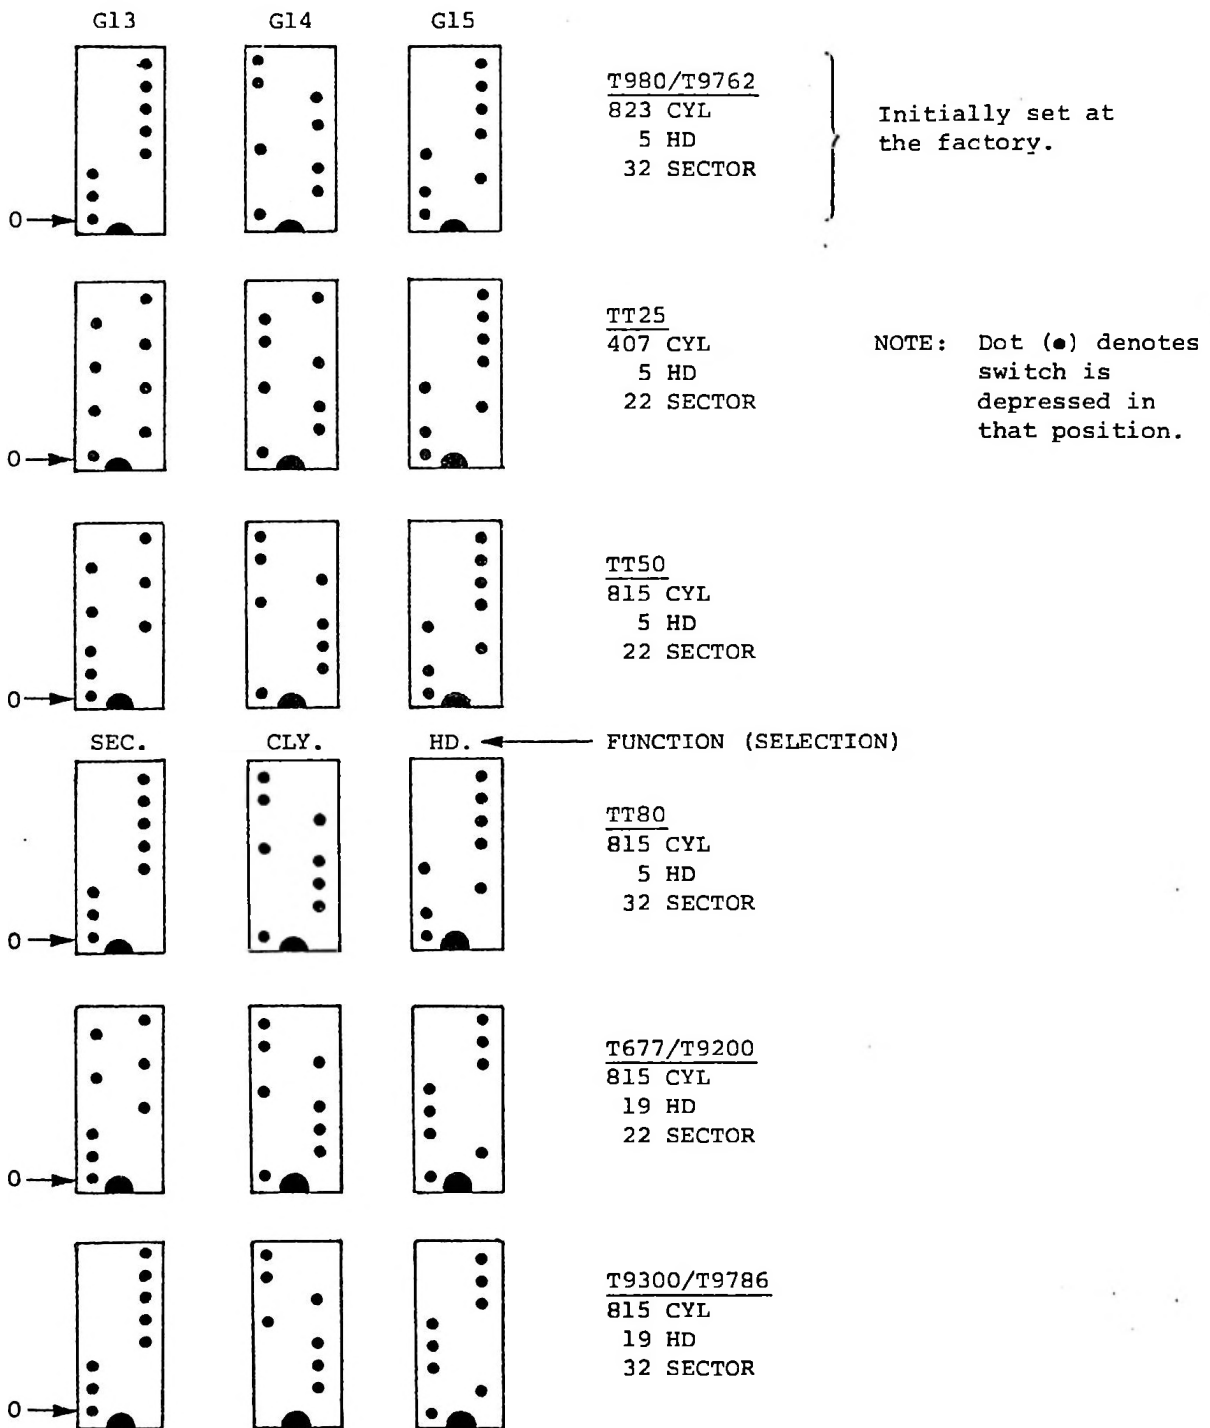 G13 G14 G15
T980/T9762
823 CYL
5 HD
32 SECTOR
Initially set at
the factory.
0
TT25
407 CYL
5 HD
22 SECTOR
NOTE: Dot (●) denotes
switch is
depressed in
that position.
0
TT50
815 CYL
5 HD
22 SECTOR
0
SEC. CLY. HD. FUNCTION (SELECTION)
TT80
815 CYL
5 HD
32 SECTOR
0
T677/T9200
815 CYL
19 HD
22 SECTOR
0
T9300/T9786
815 CYL
19 HD
32 SECTOR
0